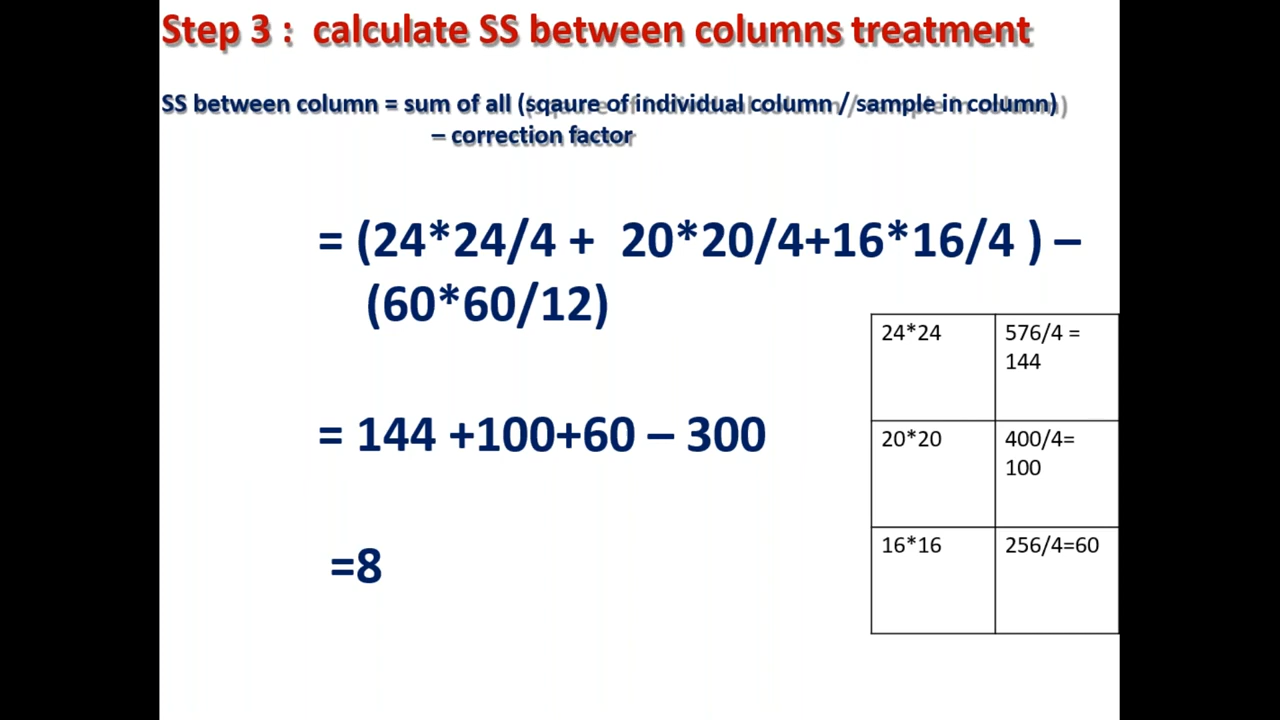 Step 3 :  calculate SS between columns treatment
SS between column = sum of all (sqaure of individual column / sample in column)
– correction factor
= (24*24/4 +  20*20/4+16*16/4 ) –
(60*60/12)
= 144 +100+60 – 300
=8
24*24
576/4 =
144
20*20
400/4=
100
16*16
256/4=60